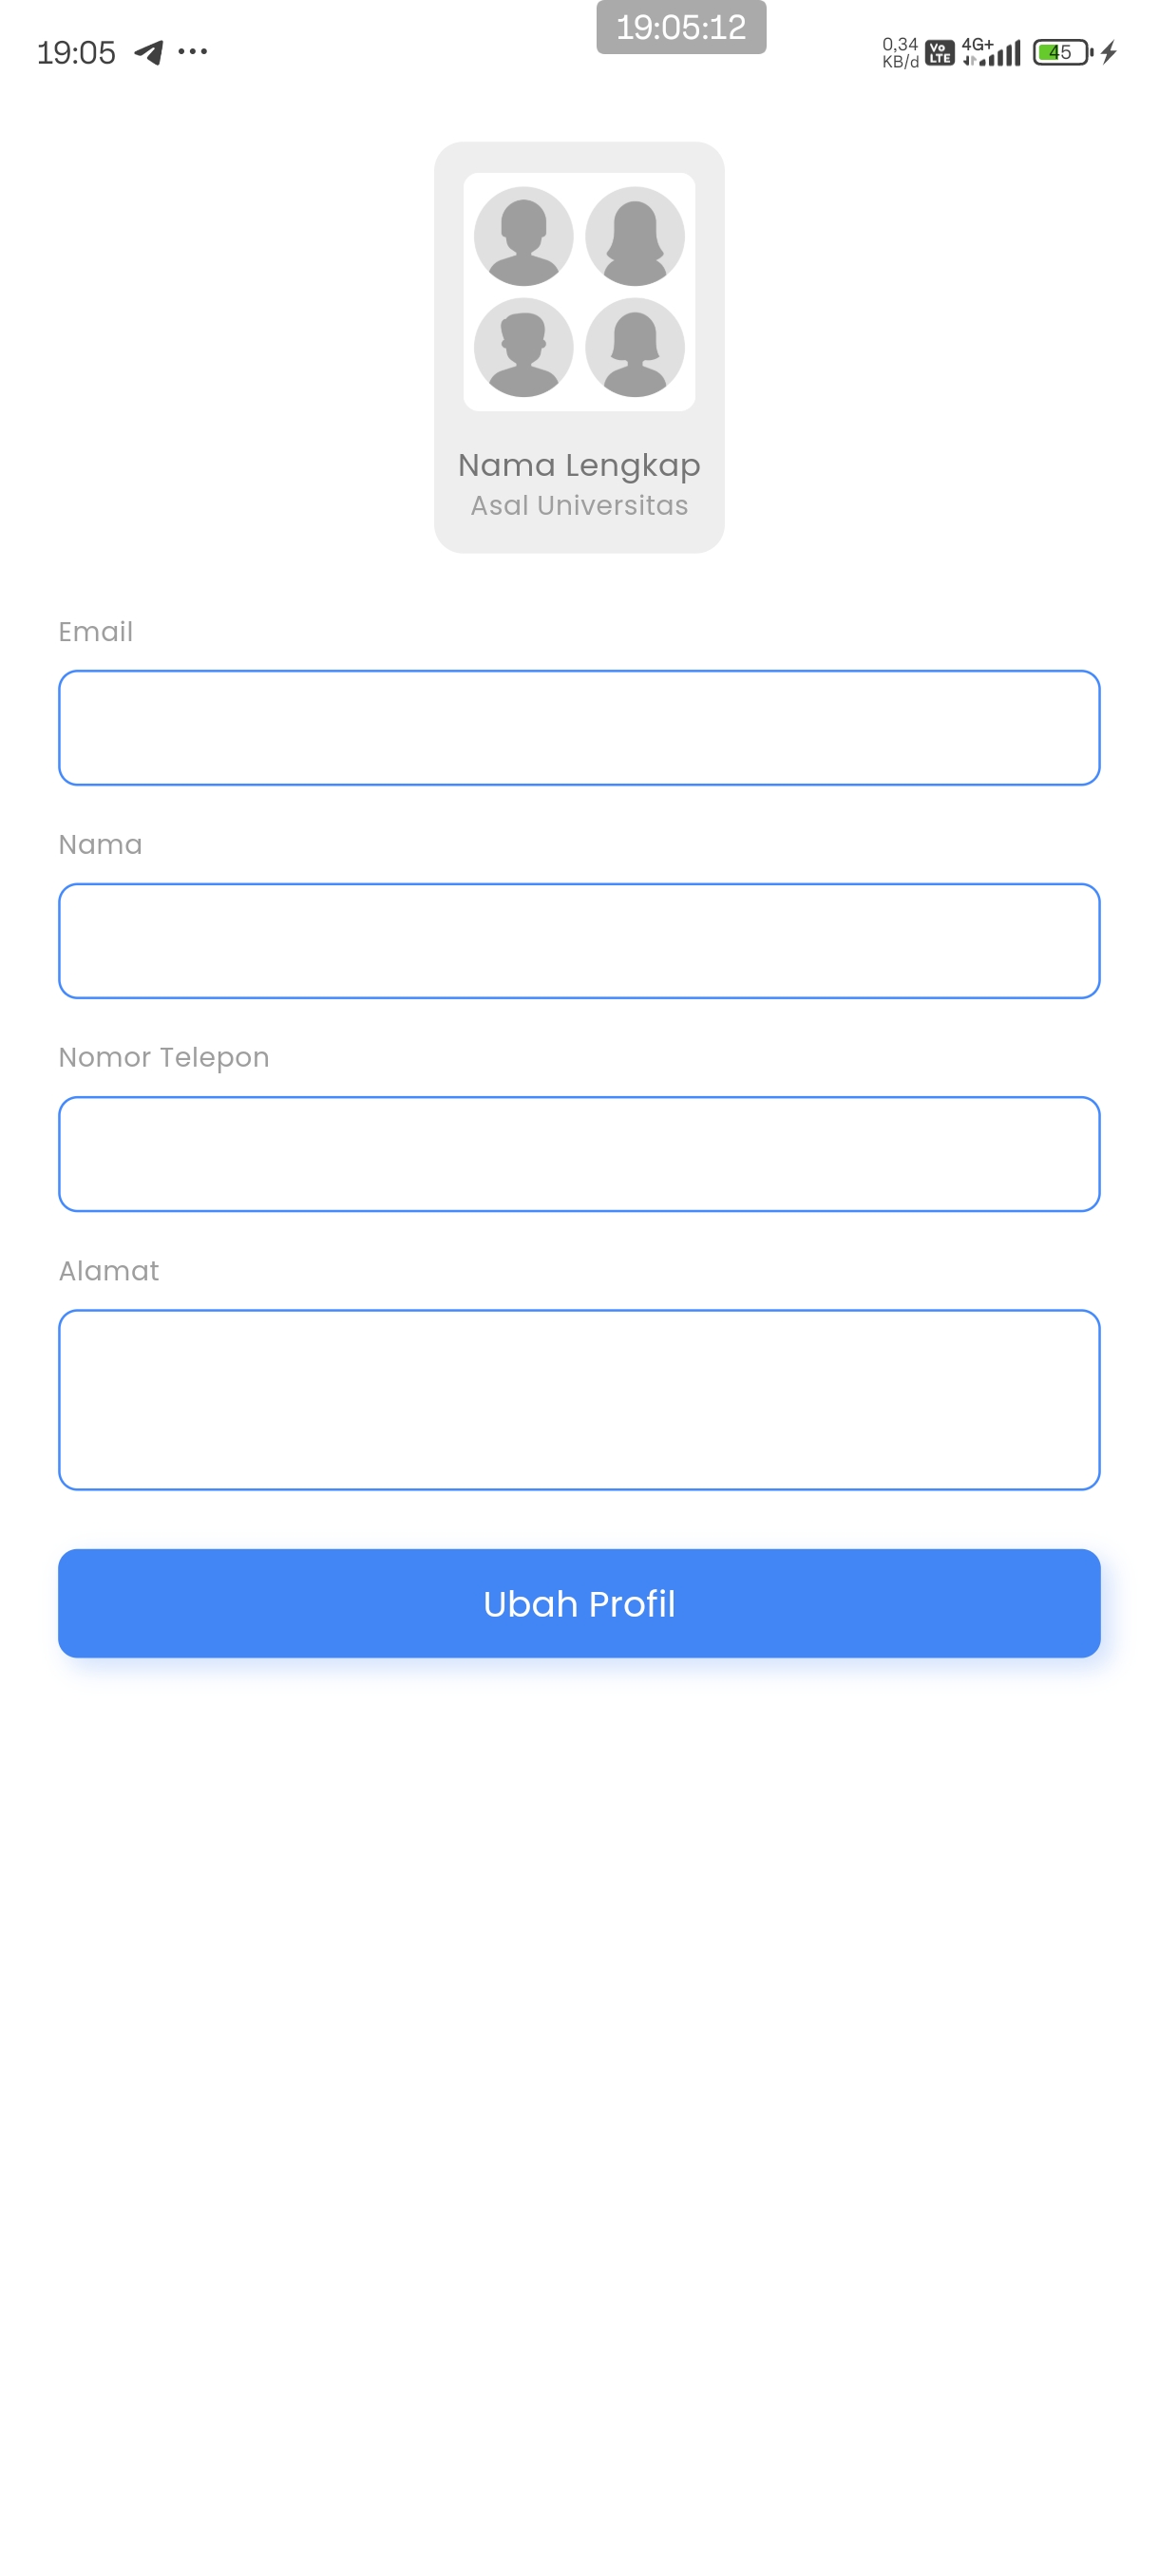 19:05:12
19:05 ... 0,34 KB/d Vo LTE 4G+ 45
Nama Lengkap
Asal Universitas
Email
Nama
Nomor Telepon
Alamat
Ubah Profil